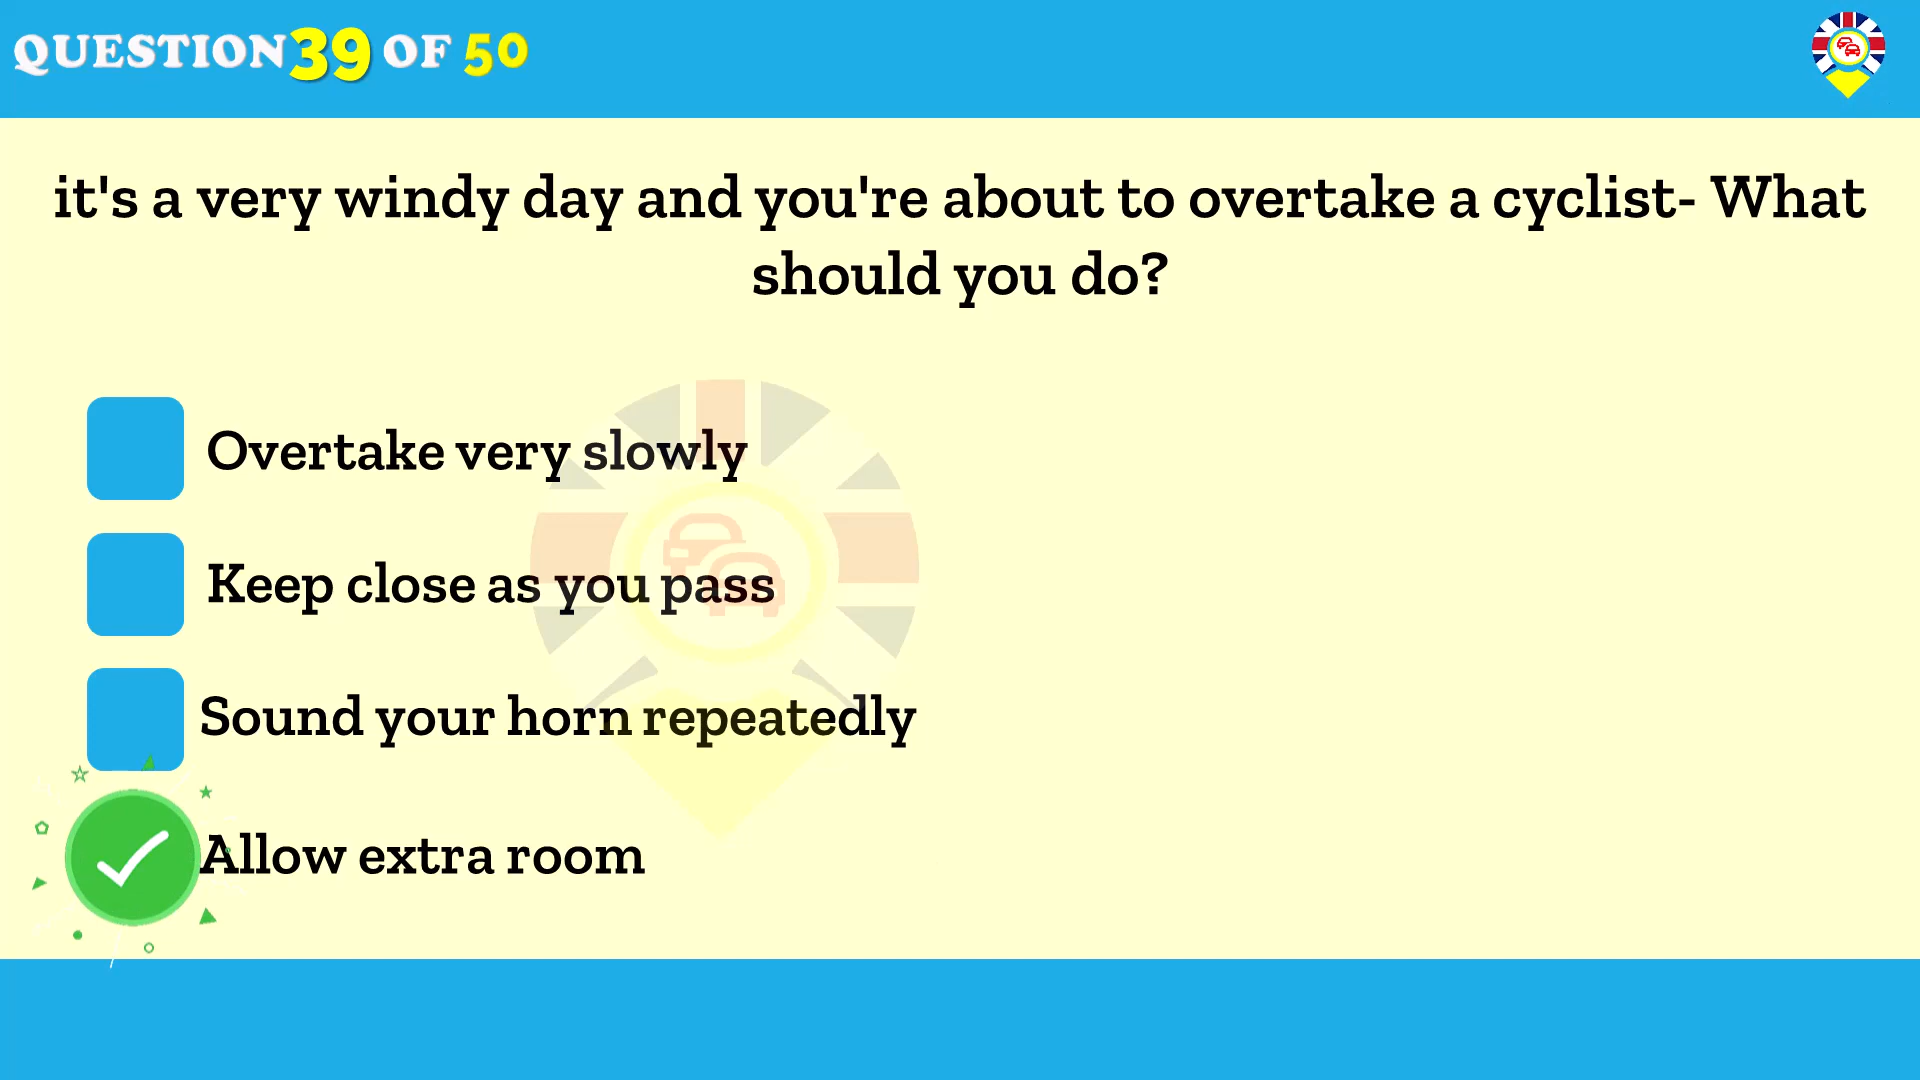 QUESTION 39 OF 50
it's a very windy day and you're about to overtake a cyclist- What
should you do?
Overtake very slowly
Keep close as you pass
Sound your horn repeatedly
Allow extra room